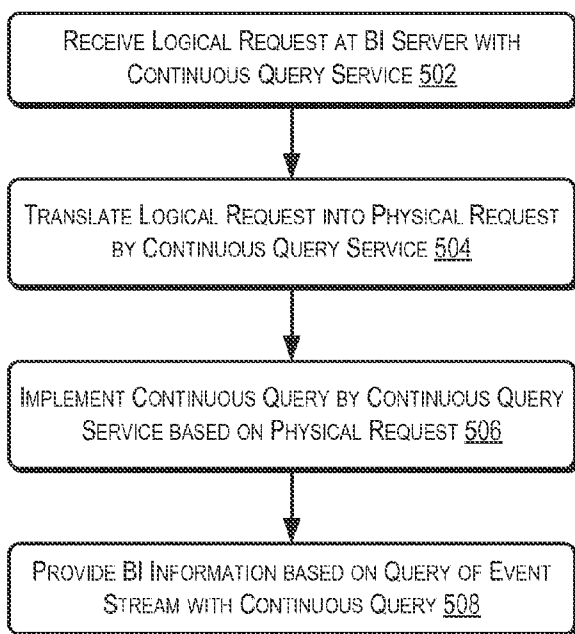 RECEIVE LOGICAL REQUEST AT BI SERVER WITH
CONTINUOUS QUERY SERVICE 502
TRANSLATE LOGICAL REQUEST INTO PHYSICAL REQUEST
BY CONTINUOUS QUERY SERVICE 504
IMPLEMENT CONTINUOUS QUERY BY CONTINUOUS QUERY
SERVICE BASED ON PHYSICAL REQUEST 506
PROVIDE BI INFORMATION BASED ON QUERY OF EVENT
STREAM WITH CONTINUOUS QUERY 508